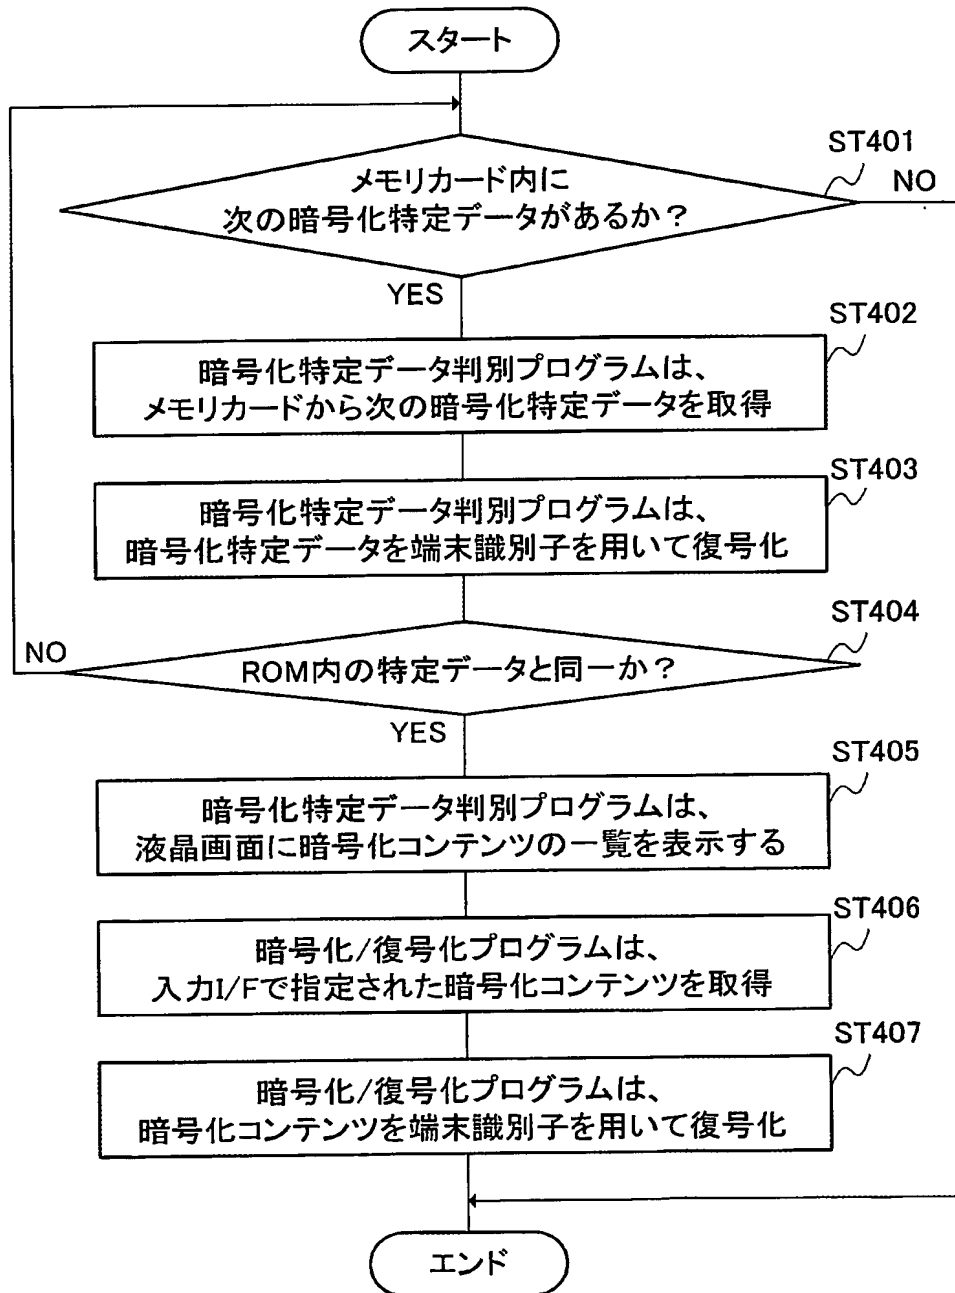 スタート
ST401
メモリカード内に
次の暗号化特定データがあるか？
NO
YES
ST402
暗号化特定データ判別プログラムは、
メモリカードから次の暗号化特定データを取得
ST403
暗号化特定データ判別プログラムは、
暗号化特定データを端末識別子を用いて復号化
ST404
NO
ROM内の特定データと同一か？
YES
ST405
暗号化特定データ判別プログラムは、
液晶画面に暗号化コンテンツの一覧を表示する
ST406
暗号化/復号化プログラムは、
入力I/Fで指定された暗号化コンテンツを取得
ST407
暗号化/復号化プログラムは、
暗号化コンテンツを端末識別子を用いて復号化
エンド